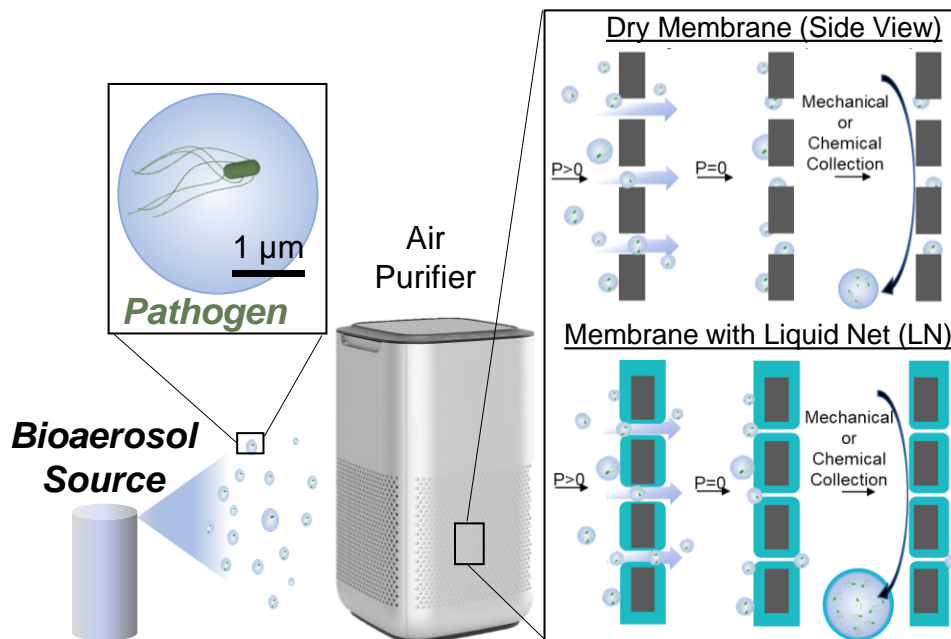 Dry Membrane (Side View)
Mechanical
or
Chemical
Collection
P>0
P=0
1 µm
Pathogen
Air
Purifier
Membrane with Liquid Net (LN)
Mechanical
or
Chemical
Collection
P>0
P=0
Bioaerosol
Source